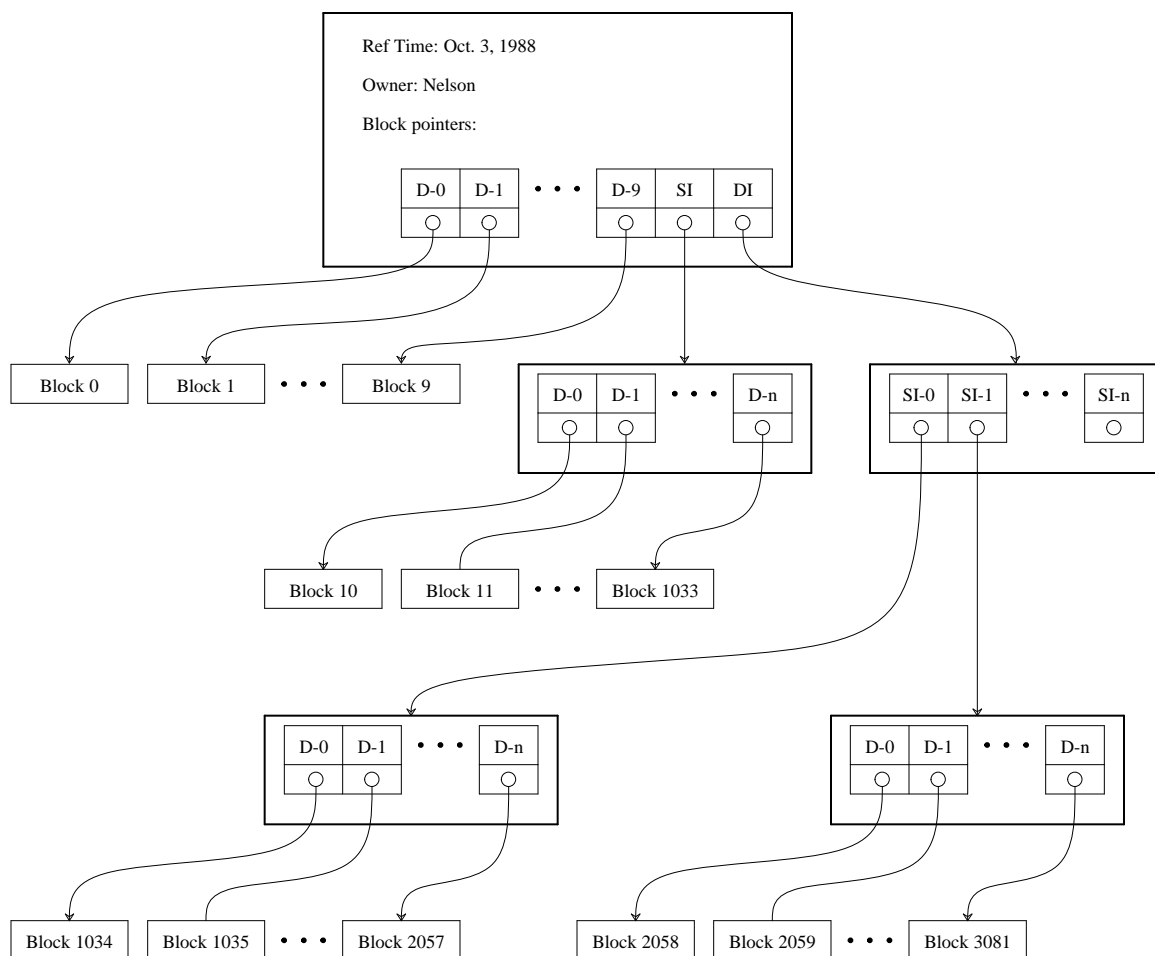 Ref Time: Oct. 3, 1988
Owner: Nelson
Block pointers:
D-0 D-1 • • • D-9 SI DI
Block 0 Block 1 • • • Block 9
D-0 D-1 • • • D-n
SI-0 SI-1 • • • SI-n
Block 10 Block 11 • • • Block 1033
D-0 D-1 • • • D-n
D-0 D-1 • • • D-n
Block 1034 Block 1035 • • • Block 2057
Block 2058 Block 2059 • • • Block 3081